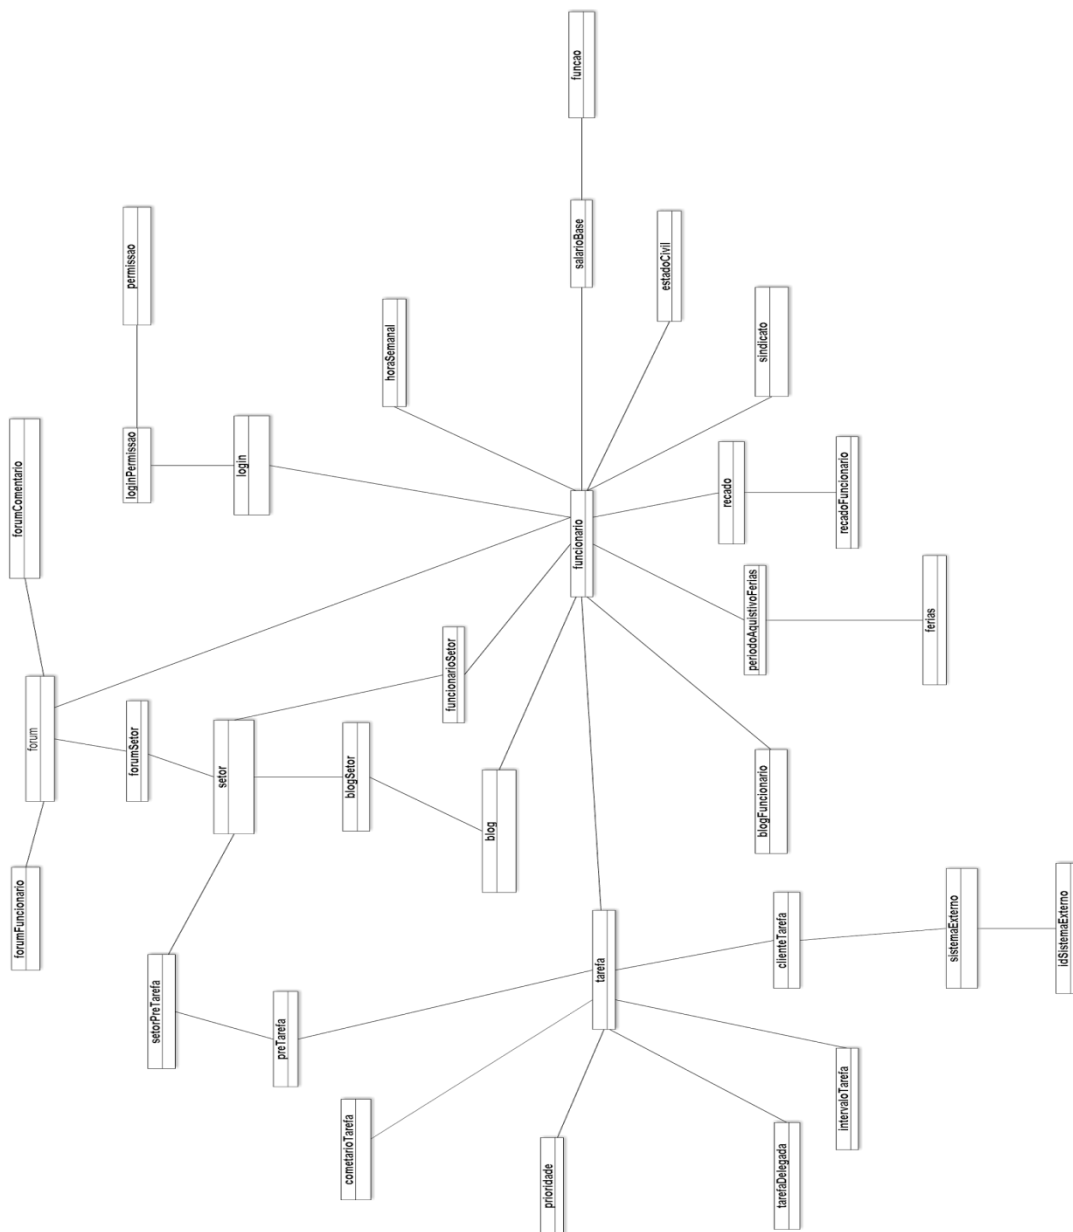 funcao
permissao
salarioBase
estadoCivil
horaSemanal
sindicato
forumComentario
loginPermissao
login
recado
recadoFuncionario
funcionario
periodoAquistivoFerias
ferias
funcionarioSetor
forum
forumSetor
setor
blogSetor
blog
blogFuncionario
forumFuncionario
clienteTarefa
sistemaExterno
idSistemaExterno
tarefa
setorPreTarefa
preTarefa
intervaloTarefa
cometarioTarefa
prioridade
tarefaDelegada